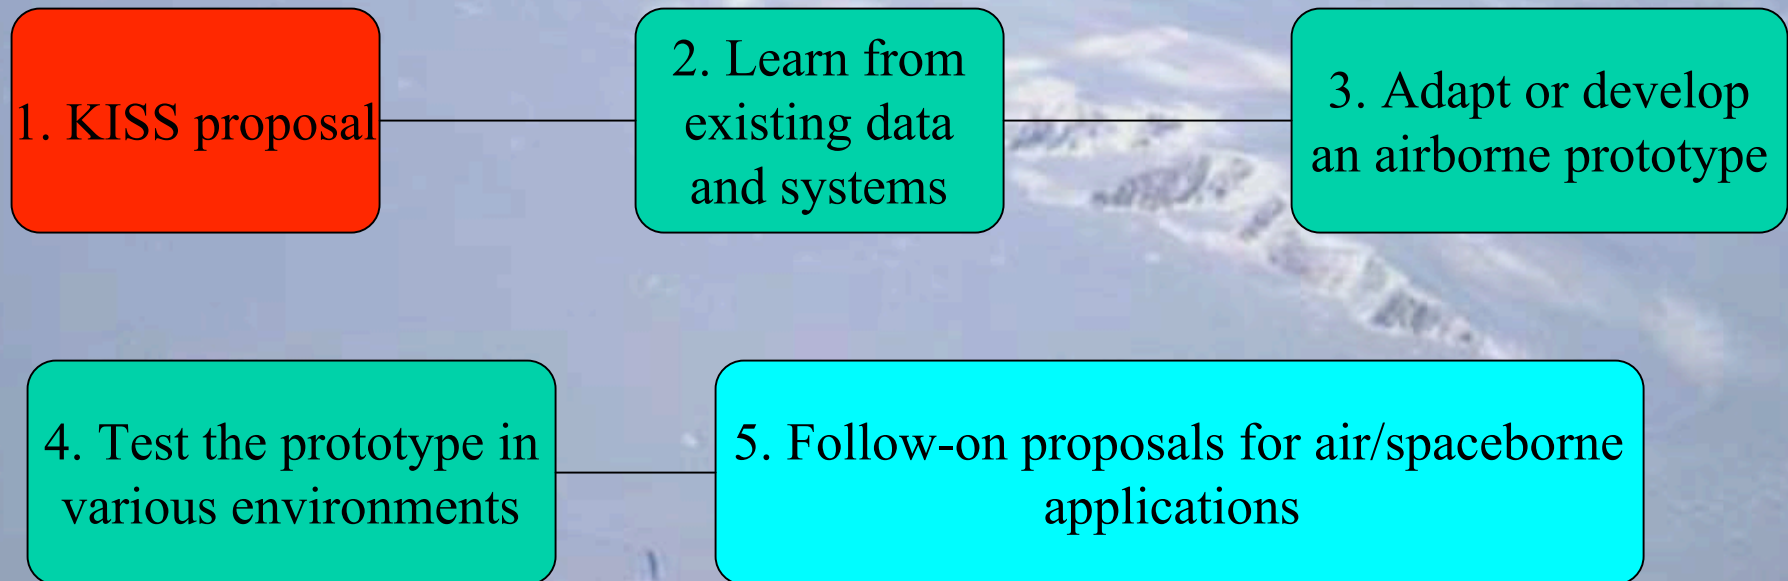 1. KISS proposal
2. Learn from
existing data
and systems
3. Adapt or develop
an airborne prototype
4. Test the prototype in
various environments
5. Follow-on proposals for air/spaceborne
applications